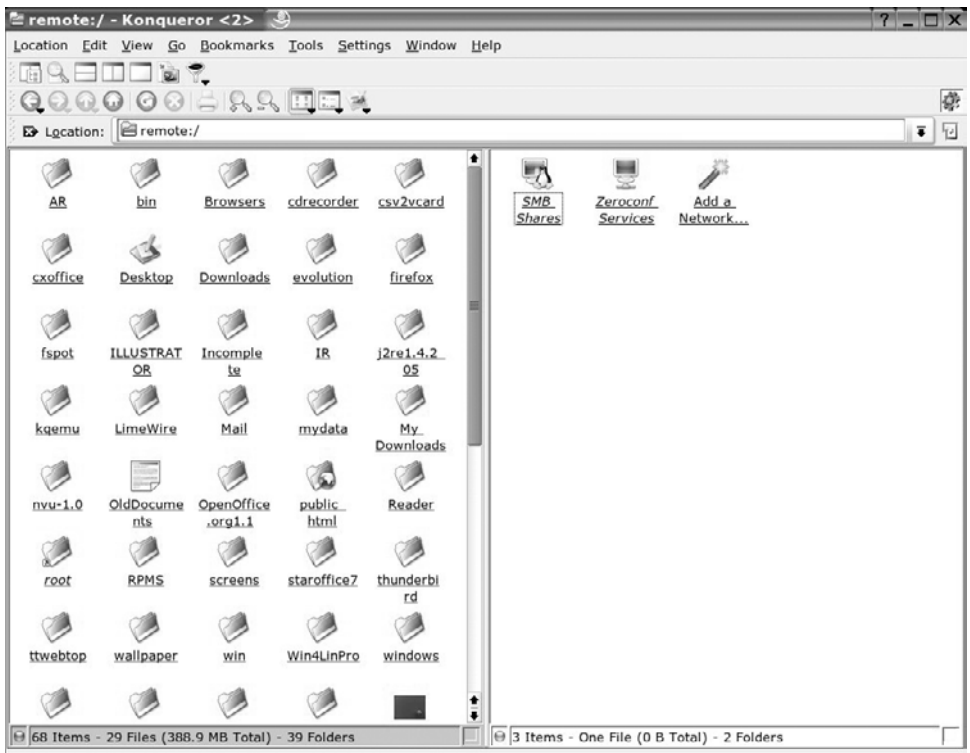 remote:/ - Konqueror <2>
Location Edit View Go Bookmarks Tools Settings Window Help
Location: remote:/
AR bin Browsers cdrecorder csv2vcard
cxoffice Desktop Downloads evolution firefox
fspot ILLUSTRAT Incomple IR j2re1.4.2_
OR te 05
kqemu LimeWire Mail mydata My_
Downloads
nvu-1.0 OldDocume OpenOffice public_ Reader
nts .org1.1 html
root RPMS screens staroffice7 thunderbi
rd
ttwebtop wallpaper win Win4LinPro windows
68 Items - 29 Files (388.9 MB Total) - 39 Folders
SMB Zeroconf Add a
Shares Services Network...
3 Items - One File (0 B Total) - 2 Folders